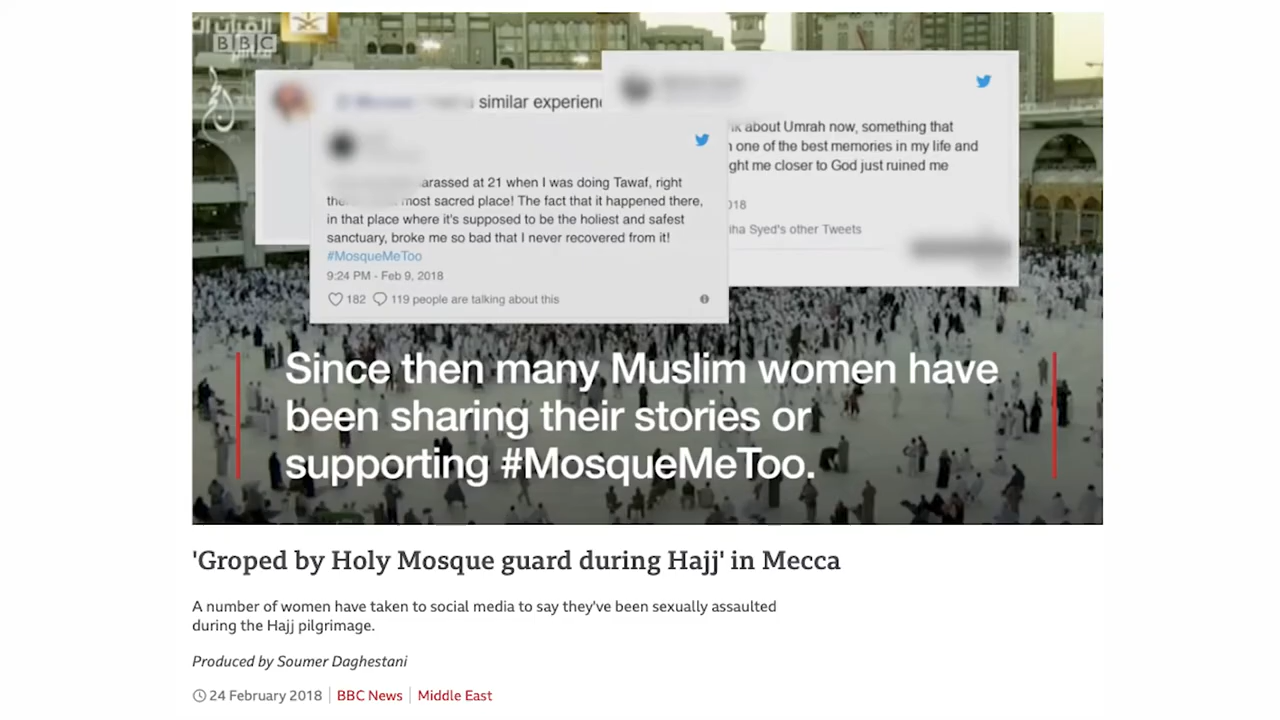 BBC
similar experienc
about Umrah now, something that
one of the best memories in my life and
ght me closer to God just ruined me
018
iha Syed's other Tweets
arassed at 21 when I was doing Tawaf, right
the most sacred place! The fact that it happened there,
in that place where it's supposed to be the holiest and safest
sanctuary, broke me so bad that I never recovered from it!
#MosqueMeToo
9:24 PM - Feb 9, 2018
182 119 people are talking about this
Since then many Muslim women have
been sharing their stories or
supporting #MosqueMeToo.
'Groped by Holy Mosque guard during Hajj' in Mecca
A number of women have taken to social media to say they've been sexually assaulted
during the Hajj pilgrimage.
Produced by Soumer Daghestani
24 February 2018 BBC News Middle East